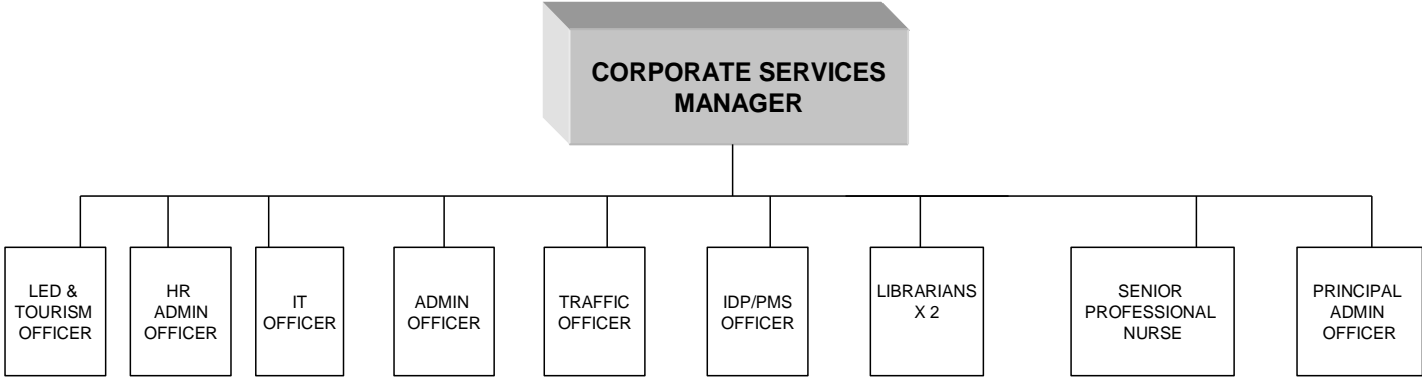 CORPORATE SERVICES
MANAGER
LED &
TOURISM
OFFICER
HR
ADMIN
OFFICER
IT
OFFICER
ADMIN
OFFICER
TRAFFIC
OFFICER
IDP/PMS
OFFICER
LIBRARIANS
X 2
SENIOR
PROFESSIONAL
NURSE
PRINCIPAL
ADMIN
OFFICER